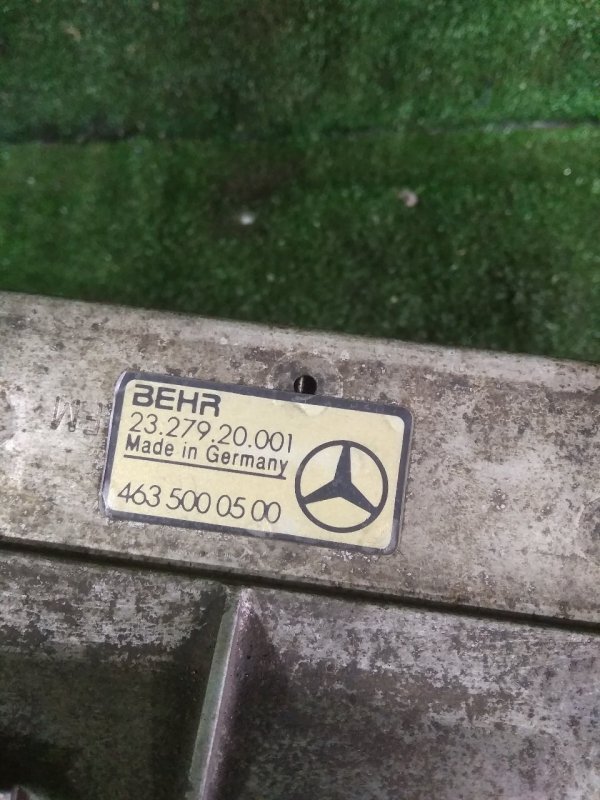 BEHR
23.279.20.001
Made in Germany
463 500 05 00